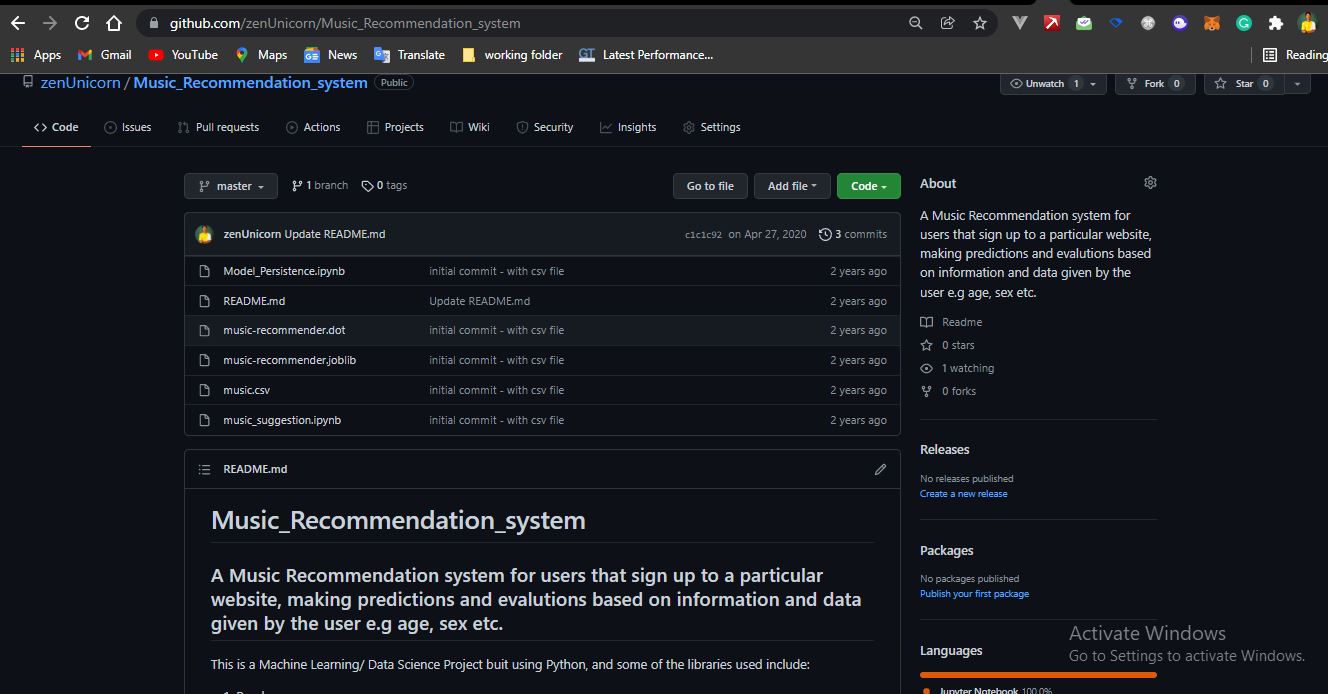 github.com/zenUnicorn/Music_Recommendation_system
Apps Gmail YouTube Maps News Translate working folder GT Latest Performance... Reading
zenUnicorn / Music_Recommendation_system Public Unwatch 1 Fork 0 Star 0
Code Issues Pull requests Actions Projects Wiki Security Insights Settings
master 1 branch 0 tags Go to file Add file Code
zenUnicorn Update README.md c1c1c92 on Apr 27, 2020 3 commits
Model_Persistence.ipynb initial commit - with csv file 2 years ago
README.md Update README.md 2 years ago
music-recommender.dot initial commit - with csv file 2 years ago
music-recommender.joblib initial commit - with csv file 2 years ago
music.csv initial commit - with csv file 2 years ago
music_suggestion.ipynb initial commit - with csv file 2 years ago
README.md
Music_Recommendation_system
A Music Recommendation system for users that sign up to a particular
website, making predictions and evalutions based on information and data
given by the user e.g age, sex etc.
This is a Machine Learning/ Data Science Project buit using Python, and some of the libraries used include:
About
A Music Recommendation system for
users that sign up to a particular website,
making predictions and evalutions based
on information and data given by the
user e.g age, sex etc.
Readme
0 stars
1 watching
0 forks
Releases
No releases published
Create a new release
Packages
No packages published
Publish your first package
Languages
Jupyter Notebook 100.0%
Activate Windows
Go to Settings to activate Windows.